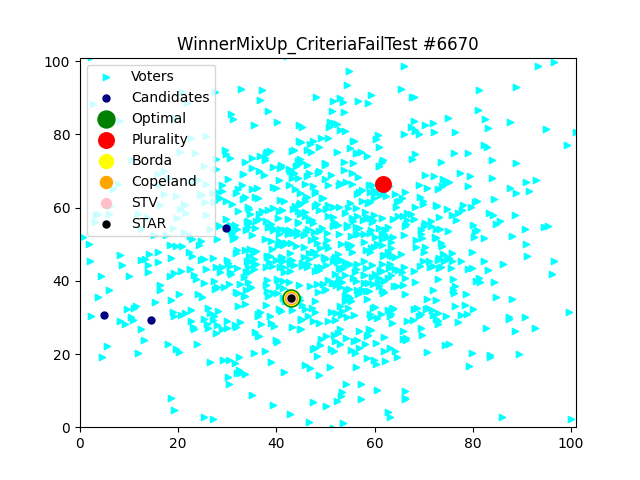 WinnerMixUp_CriteriaFailTest #6670
100
80
60
40
20
0
Voters
Candidates
Optimal
Plurality
Borda
Copeland
STV
STAR
0 20 40 60 80 100